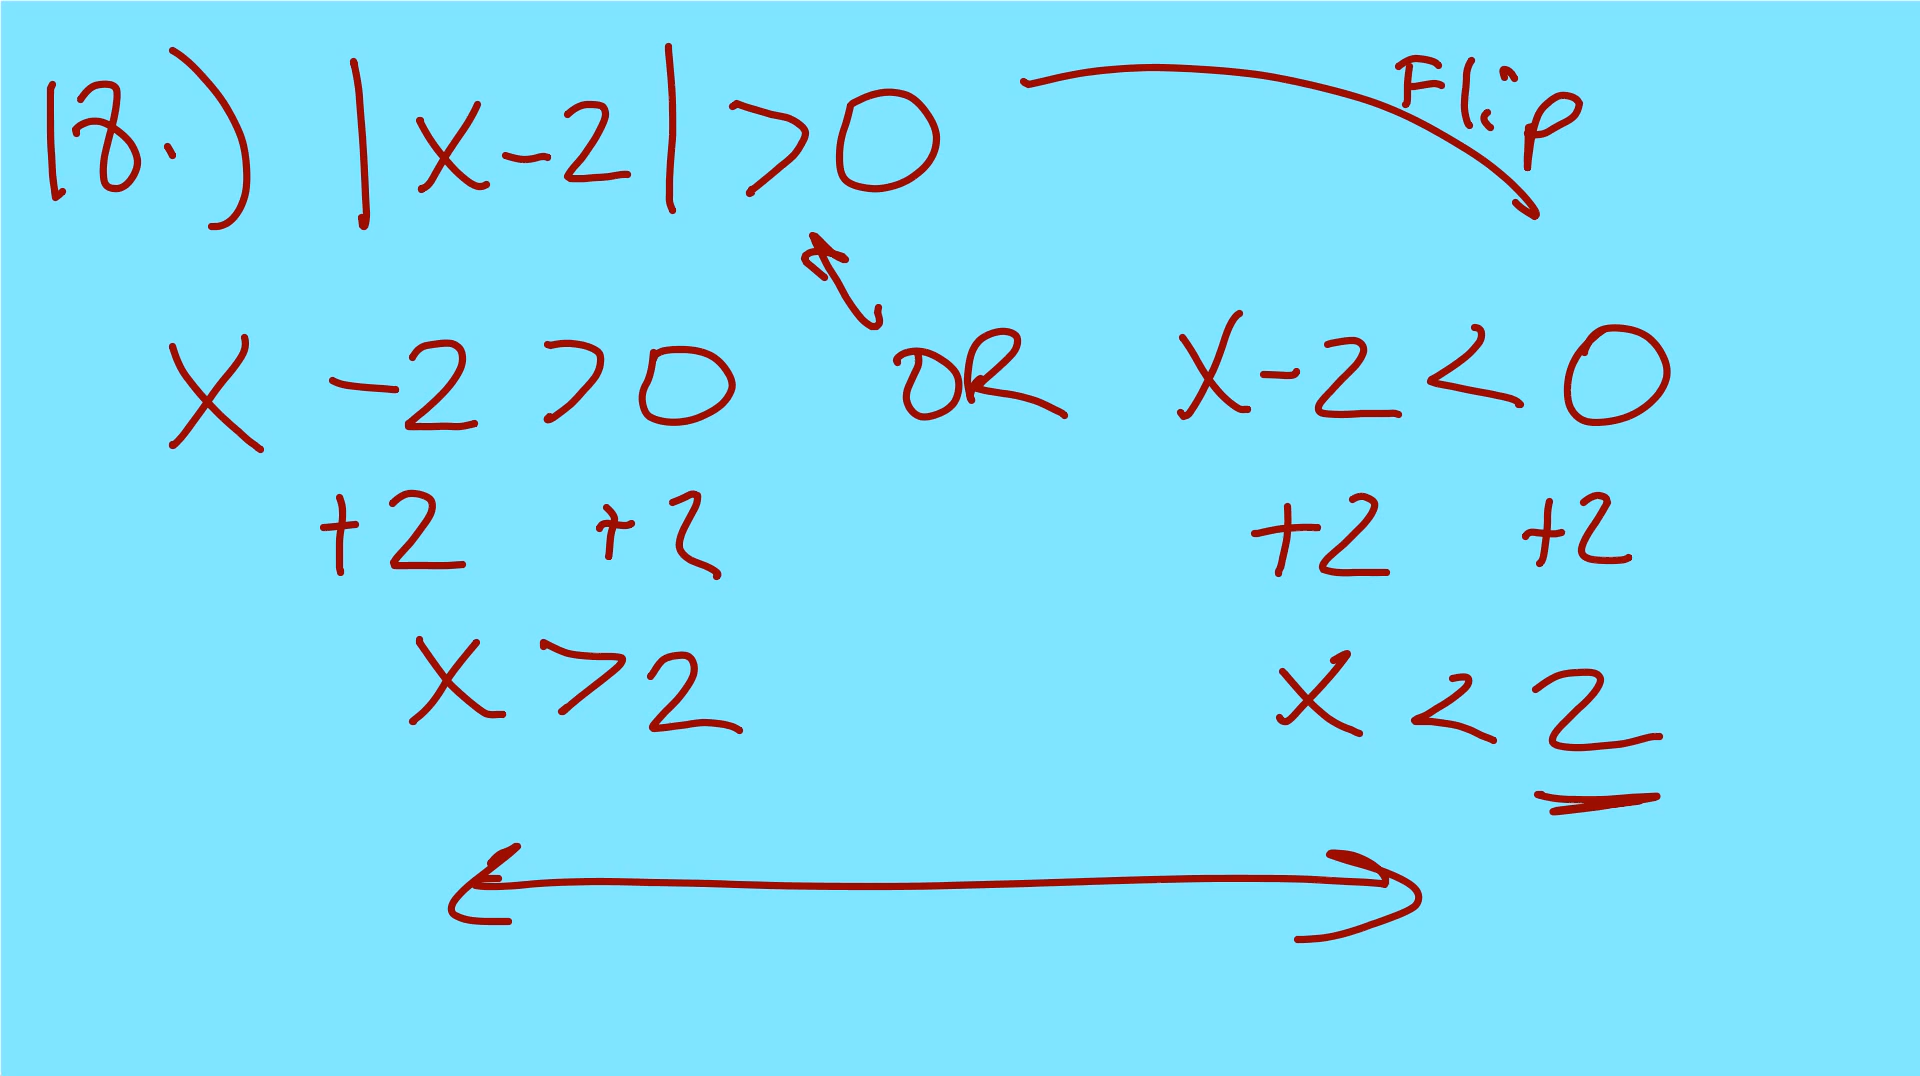 18.) |x-2| > 0 Flip
x - 2 > 0 OR x - 2 < 0
+2 +2 +2 +2
x > 2 x < 2